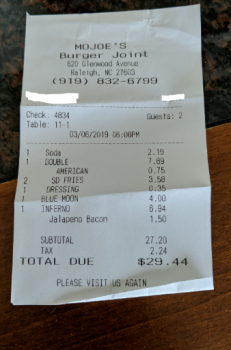 MOJOE'S
Burger Joint
620 Glenwood Avenue
Raleigh, NC 27603
(919) 832-6799
Check: 4834 Guests: 2
Table: 11-1
03/06/2019 06:06PM
1 Soda 2.19
1 DOUBLE 7.89
AMERICAN 0.75
2 SD FRIES 3.58
1 DRESSING 0.35
1 BLUE MOON 4.00
1 INFERNO 6.94
Jalapeno Bacon 1.50
SUBTOTAL 27.20
TAX 2.24
TOTAL DUE $29.44
PLEASE VISIT US AGAIN